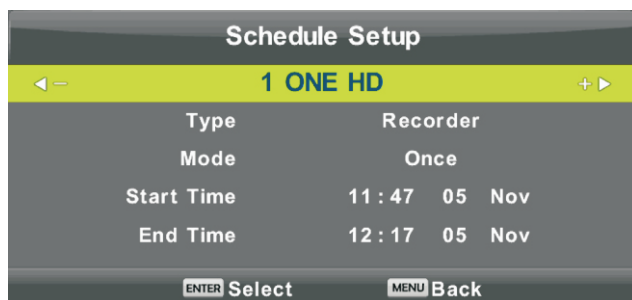 Schedule Setup
1 ONE HD
Type Recorder
Mode Once
Start Time 11 : 47 05 Nov
End Time 12 : 17 05 Nov
ENTER Select MENU Back